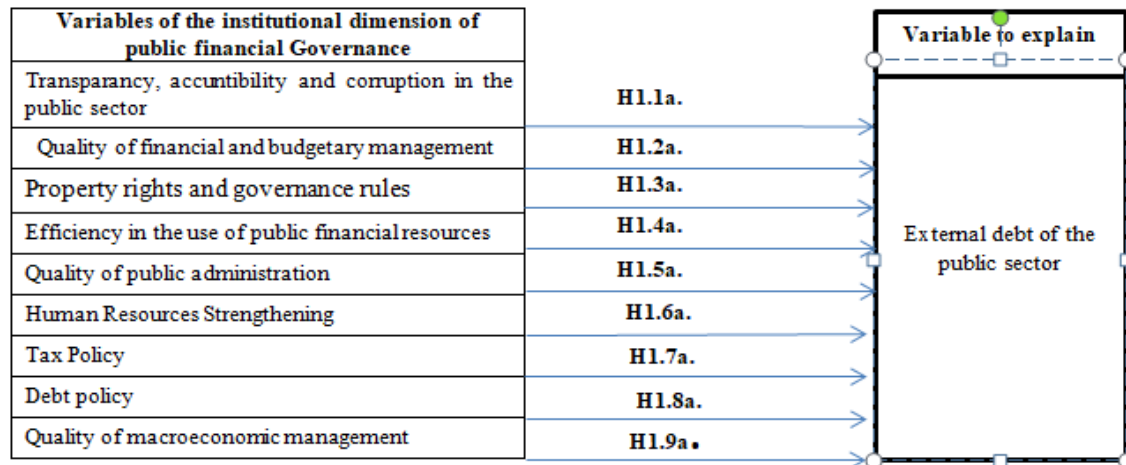 Variables of the institutional dimension of
public financial Governance
Transparancy, accuntibility and corruption in the
public sector
Quality of financial and budgetary management
Property rights and governance rules
Efficiency in the use of public financial resources
Quality of public administration
Human Resources Strengthening
Tax Policy
Debt policy
Quality of macroeconomic management
H1.1a.
H1.2a.
H1.3a.
H1.4a.
H1.5a.
H1.6a.
H1.7a.
H1.8a.
H1.9a.
Variable to explain
External debt of the
public sector